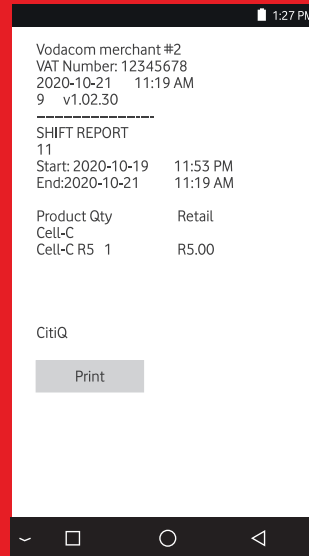 1:27 PM
Vodacom merchant #2
VAT Number: 12345678
2020-10-21 11:19 AM
9 v1.02.30
---------------
SHIFT REPORT
11
Start: 2020-10-19 11:53 PM
End:2020-10-21 11:19 AM
Product Qty Retail
Cell-C
Cell-C R5 1 R5.00
CitiQ
Print